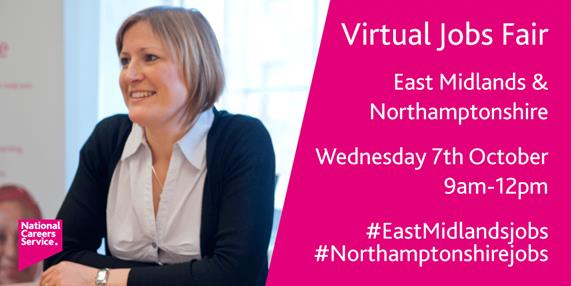 Virtual Jobs Fair
East Midlands &
Northamptonshire
Wednesday 7th October
9am-12pm
#EastMidlandsjobs
#Northamptonshirejobs
National
Careers
Service.